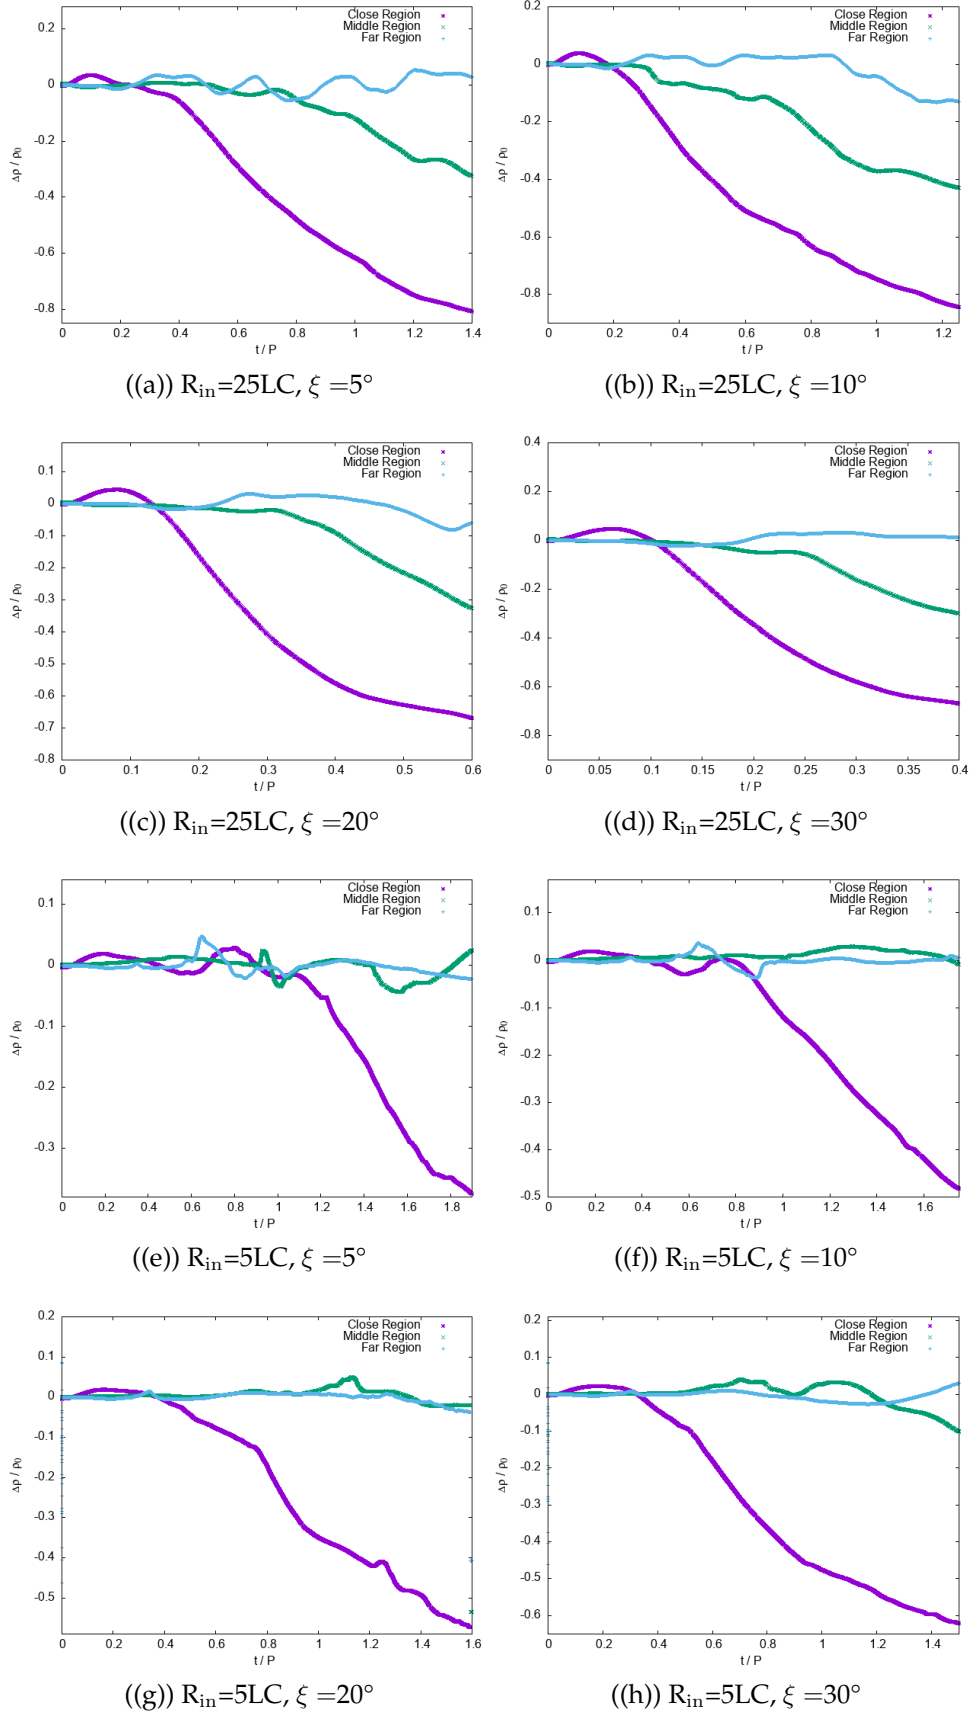 Close Region
Middle Region
Far Region
0.2
0
-0.2
-0.4
-0.6
-0.8
Δρ / ρ₀
0 0.2 0.4 0.6 0.8 1 1.2 1.4
t / P
((a)) R_in=25LC, ξ =5°
Close Region
Middle Region
Far Region
0.2
0
-0.2
-0.4
-0.6
-0.8
Δρ / ρ₀
0 0.2 0.4 0.6 0.8 1 1.2
t / P
((b)) R_in=25LC, ξ =10°
Close Region
Middle Region
Far Region
0.1
0
-0.1
-0.2
-0.3
-0.4
-0.5
-0.6
-0.7
-0.8
Δρ / ρ₀
0 0.1 0.2 0.3 0.4 0.5 0.6
t / P
((c)) R_in=25LC, ξ =20°
Close Region
Middle Region
Far Region
0.4
0.2
0
-0.2
-0.4
-0.6
-0.8
Δρ / ρ₀
0 0.05 0.1 0.15 0.2 0.25 0.3 0.35 0.4
t / P
((d)) R_in=25LC, ξ =30°
Close Region
Middle Region
Far Region
0.1
0
-0.1
-0.2
-0.3
Δρ / ρ₀
0 0.2 0.4 0.6 0.8 1 1.2 1.4 1.6 1.8
t / P
((e)) R_in=5LC, ξ =5°
Close Region
Middle Region
Far Region
0.1
0
-0.1
-0.2
-0.3
-0.4
-0.5
Δρ / ρ₀
0 0.2 0.4 0.6 0.8 1 1.2 1.4 1.6
t / P
((f)) R_in=5LC, ξ =10°
Close Region
Middle Region
Far Region
0.2
0.1
0
-0.1
-0.2
-0.3
-0.4
-0.5
Δρ / ρ₀
0 0.2 0.4 0.6 0.8 1 1.2 1.4 1.6
t / P
((g)) R_in=5LC, ξ =20°
Close Region
Middle Region
Far Region
0.2
0.1
0
-0.1
-0.2
-0.3
-0.4
-0.5
-0.6
Δρ / ρ₀
0 0.2 0.4 0.6 0.8 1 1.2 1.4
t / P
((h)) R_in=5LC, ξ =30°